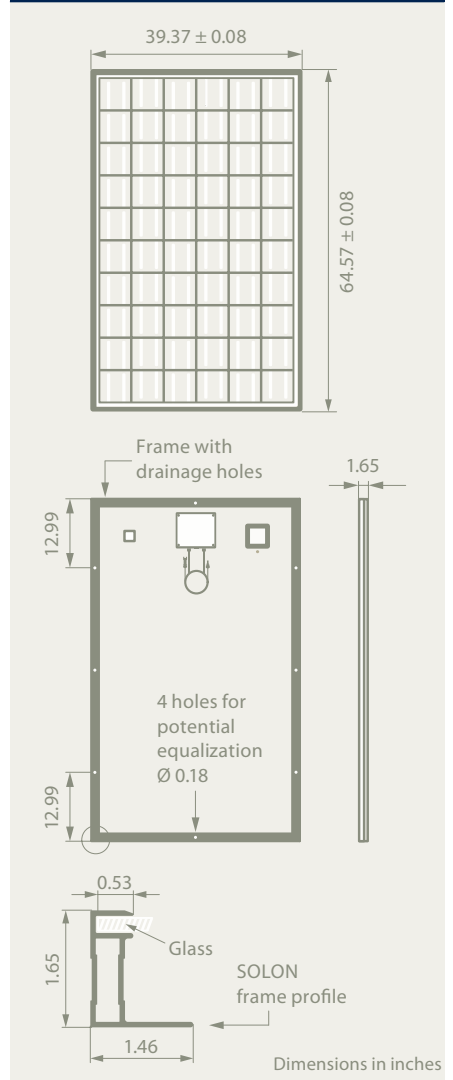 39.37 ± 0.08
64.57 ± 0.08
Frame with
drainage holes
1.65
12.99
4 holes for
potential
equalization
Ø 0.18
12.99
0.53
Glass
1.65
SOLON
frame profile
1.46
Dimensions in inches